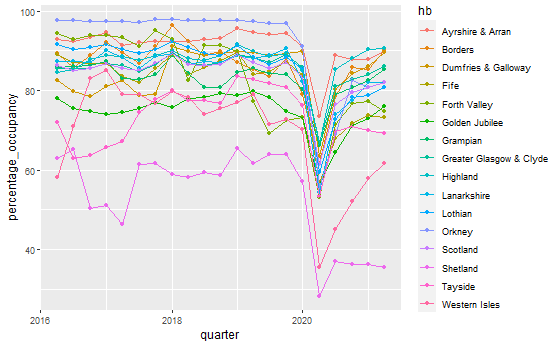 100
80
60
40
percentage_occupancy
2016
2018
2020
quarter
hb
Ayrshire & Arran
Borders
Dumfries & Galloway
Fife
Forth Valley
Golden Jubilee
Grampian
Greater Glasgow & Clyde
Highland
Lanarkshire
Lothian
Orkney
Scotland
Shetland
Tayside
Western Isles